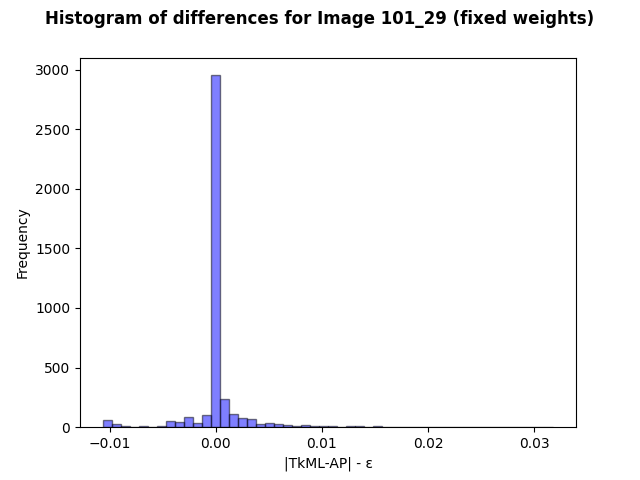 Histogram of differences for Image 101_29 (fixed weights)
3000
2500
2000
1500
1000
500
0
Frequency
−0.01 0.00 0.01 0.02 0.03
|TkML-AP| - ε